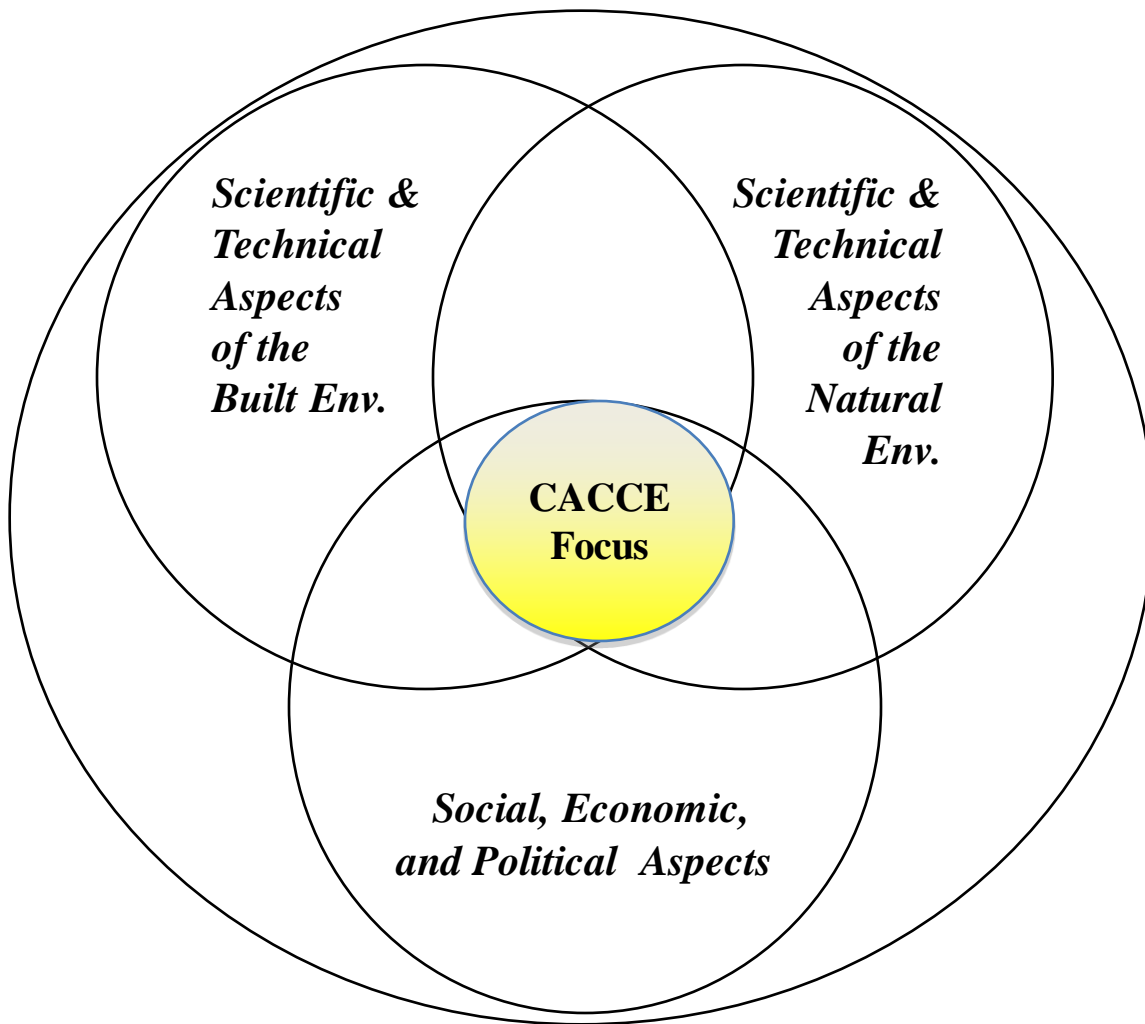 Scientific &
Technical
Aspects
of the
Built Env.
Scientific &
Technical
Aspects
of the
Natural
Env.
CACCE
Focus
Social, Economic,
and Political  Aspects